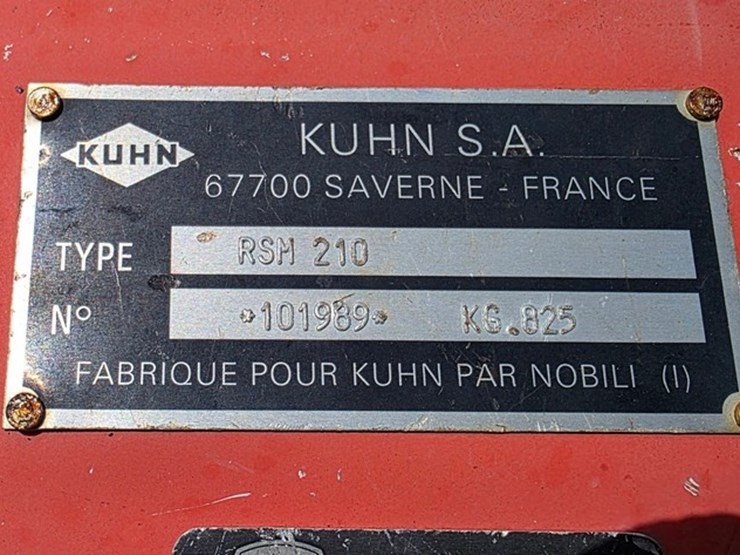 KUHN
KUHN S.A.
67700 SAVERNE - FRANCE
TYPE RSM 210
N° *101989* KG.825
FABRIQUE POUR KUHN PAR NOBILI (I)